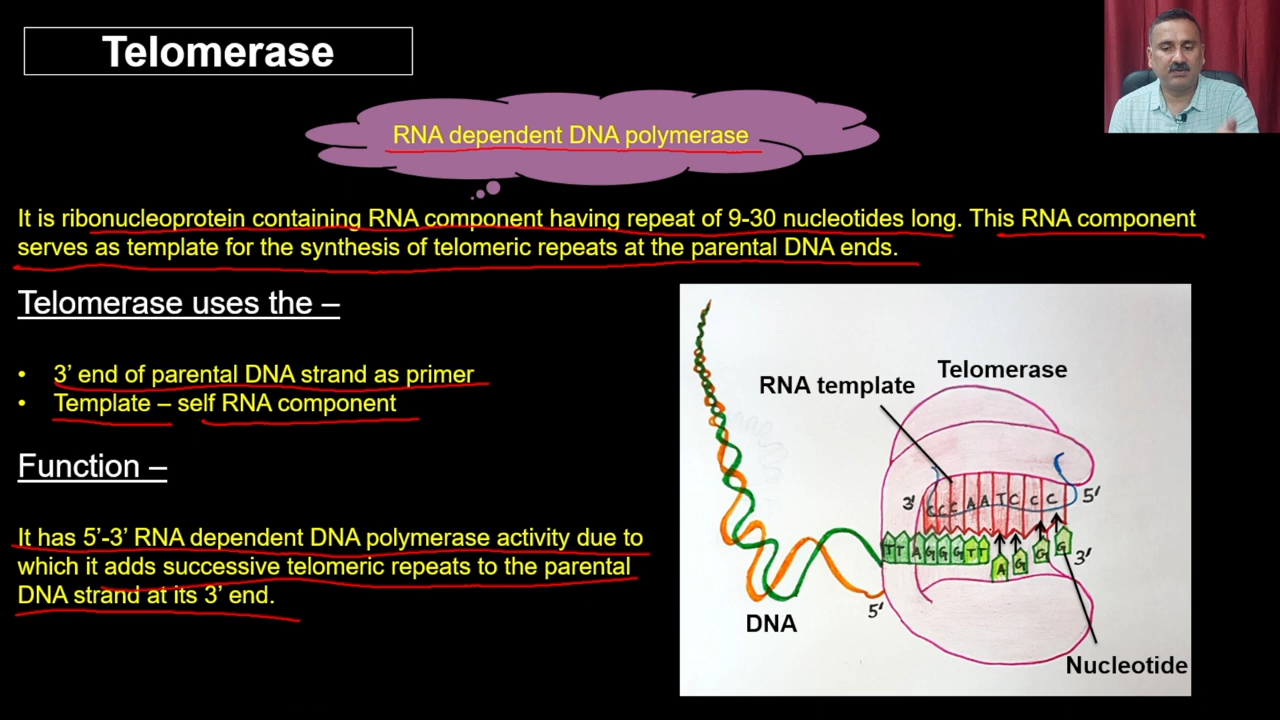 Telomerase
RNA dependent DNA polymerase
It is ribonucleoprotein containing RNA component having repeat of 9-30 nucleotides long. This RNA component
serves as template for the synthesis of telomeric repeats at the parental DNA ends.
Telomerase uses the –
• 3’ end of parental DNA strand as primer
• Template – self RNA component
Function –
It has 5’-3’ RNA dependent DNA polymerase activity due to
which it adds successive telomeric repeats to the parental
DNA strand at its 3’ end.
Telomerase
RNA template
3' C C C A A T C C C 5'
T T A G G G T T A G G G 3'
5'
DNA
Nucleotide